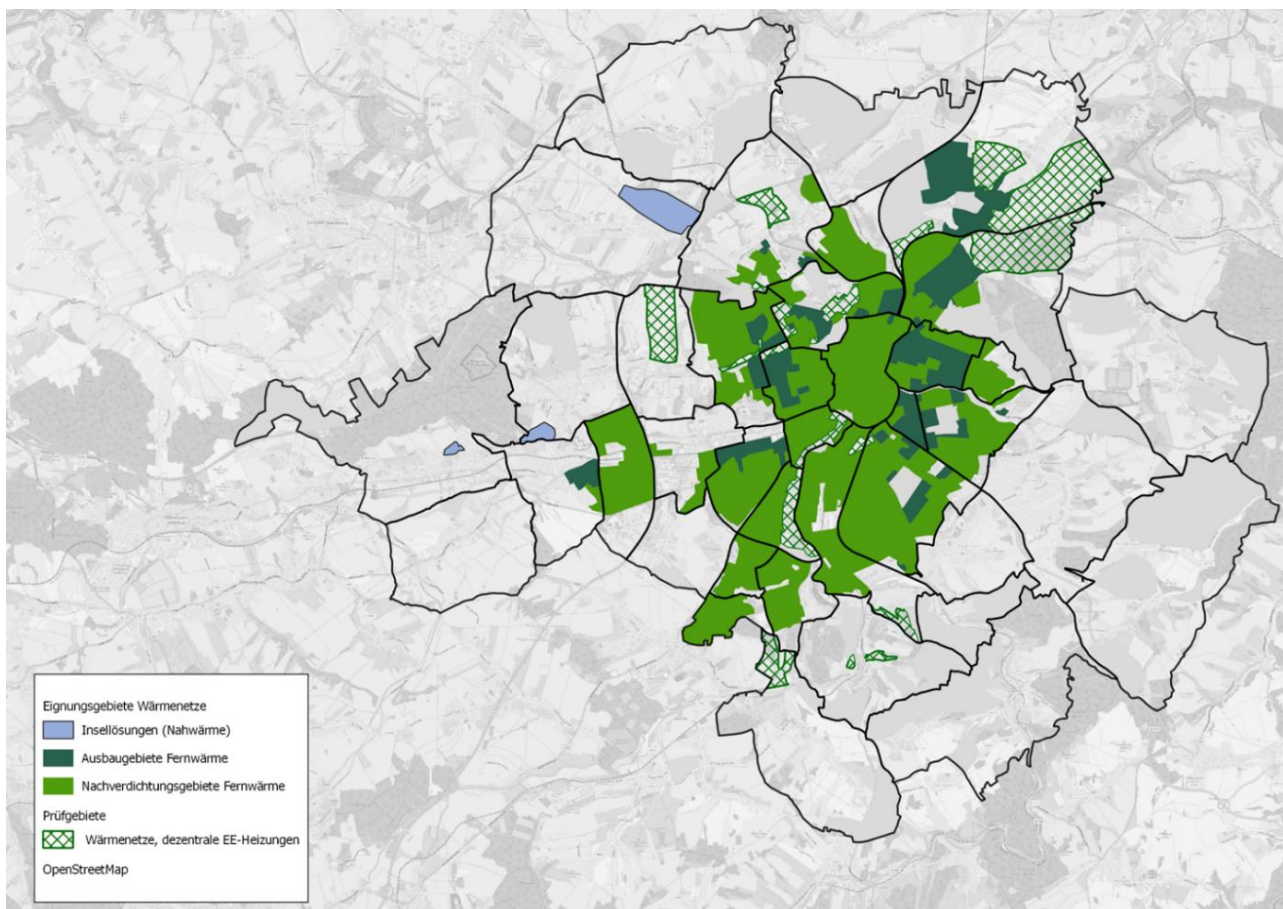 Eignungsgebiete Wärmenetze
Insellösungen (Nahwärme)
Ausbaugebiete Fernwärme
Nachverdichtungsgebiete Fernwärme
Prüfgebiete
Wärmenetze, dezentrale EE-Heizungen
OpenStreetMap